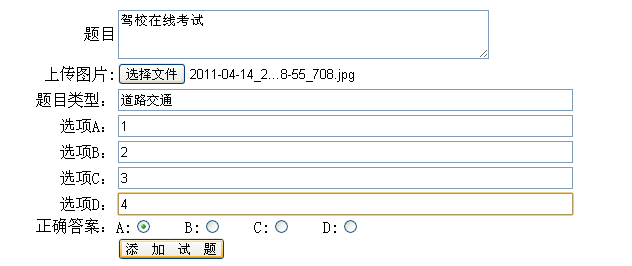 题目 驾校在线考试
上传图片: 选择文件 2011-04-14_2...8-55_708.jpg
题目类型: 道路交通
选项A: 1
选项B: 2
选项C: 3
选项D: 4
正确答案: A: B: C: D:
添 加 试 题